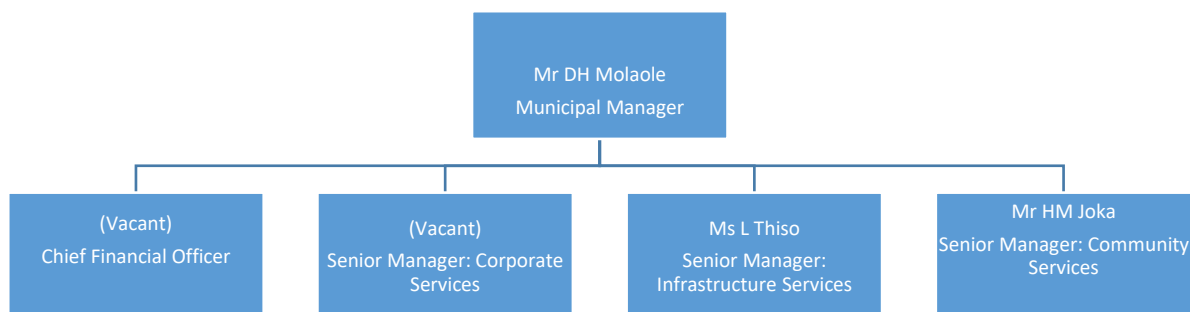 Mr DH Molaole
Municipal Manager
(Vacant)
Chief Financial Officer
(Vacant)
Senior Manager: Corporate
Services
Ms L Thiso
Senior Manager:
Infrastructure Services
Mr HM Joka
Senior Manager: Community
Services